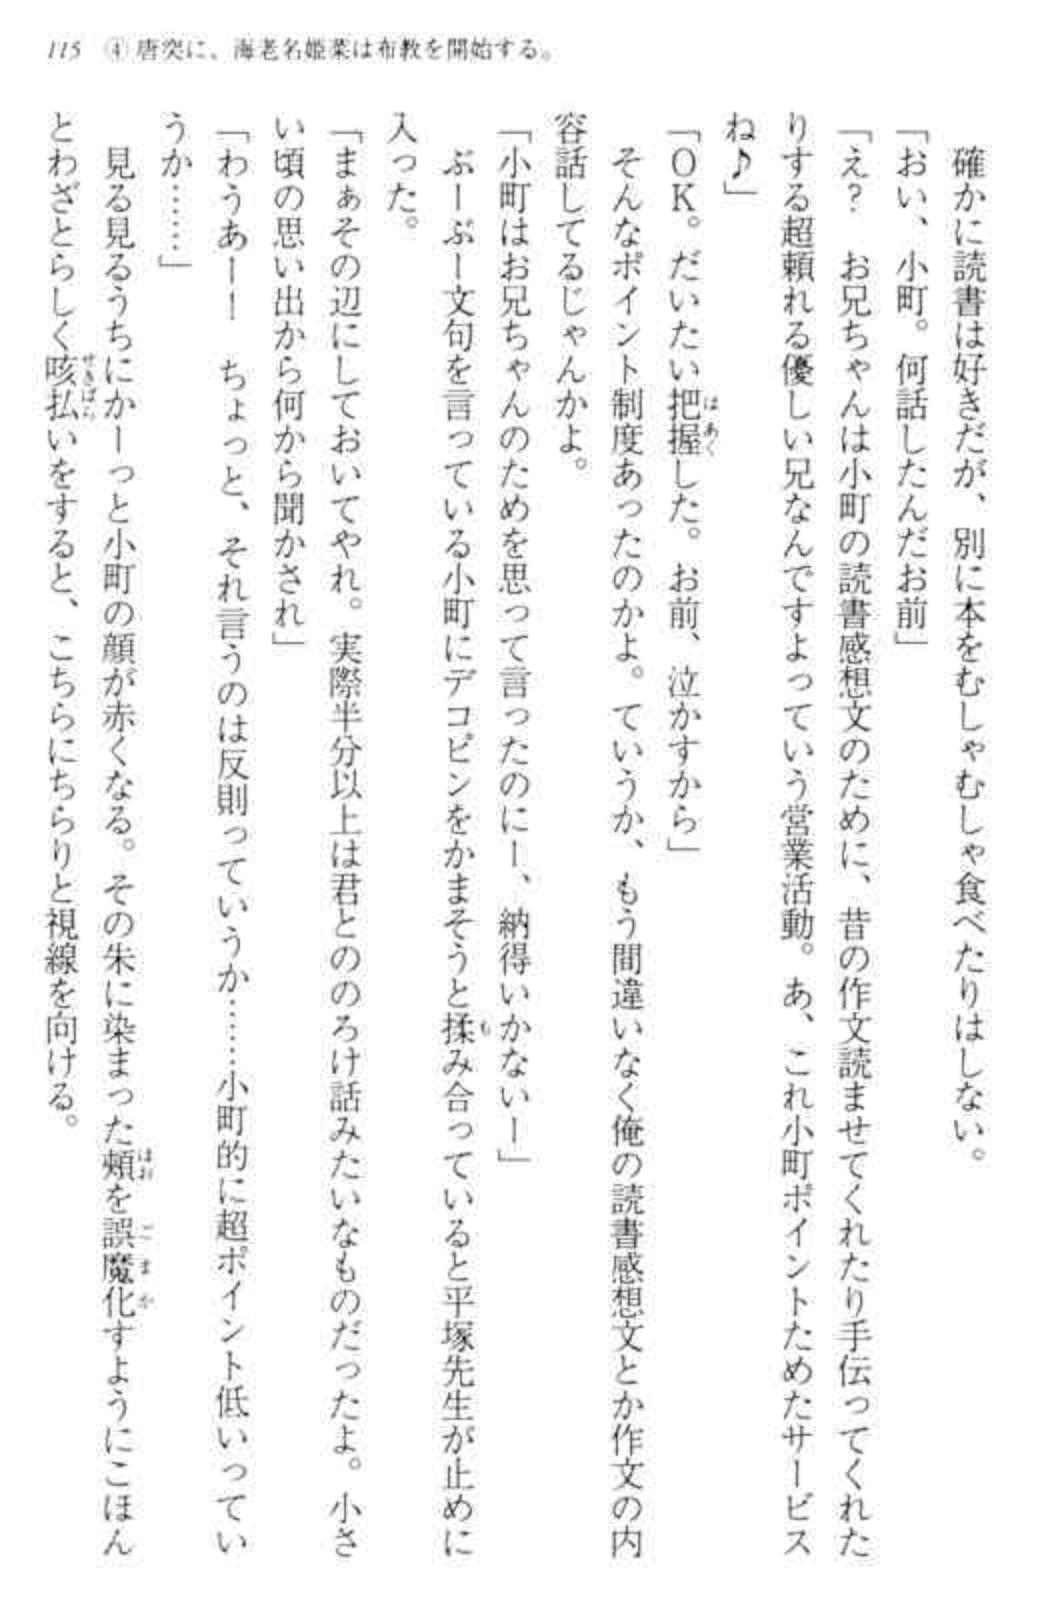 115 ④ 唐突に、海老名姫菜は布教を開始する。
　確かに読書は好きだが、別に本をむしゃむしゃ食べたりはしない。
「おい、小町。何話したんだお前」
「え？　お兄ちゃんは小町の読書感想文のために、昔の作文読ませてくれたり手伝ってくれた
りする超頼れる優しい兄なんですよっていう営業活動。あ、これ小町ポイントためたサービス
ね♪」
「OK。だいたい把握した。お前、泣かすから」
　そんなポイント制度あったのかよ。ていうか、もう間違いなく俺の読書感想文とか作文の内
容話してるじゃんかよ。
「小町はお兄ちゃんのためを思って言ったのにー、納得いかないー」
　ぶーぶー文句を言っている小町にデコピンをかまそうと揉み合っていると平塚先生が止めに
入った。
「まぁその辺にしておいてやれ。実際半分以上は君とののろけ話みたいなものだったよ。小さ
い頃の思い出から何から聞かされ」
「わうあー！　ちょっと、それ言うのは反則っていうか……小町的に超ポイント低いってい
うか……」
　見る見るうちにかーっと小町の顔が赤くなる。その朱に染まった頬を誤魔化すようにこほん
とわざとらしく咳払いをすると、こちらにちらりと視線を向ける。